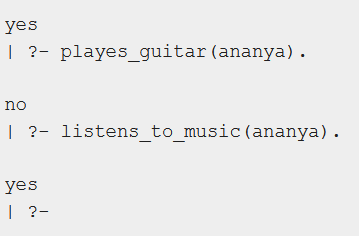 yes
| ?- playes_guitar(ananya).
no
| ?- listens_to_music(ananya).
yes
| ?-